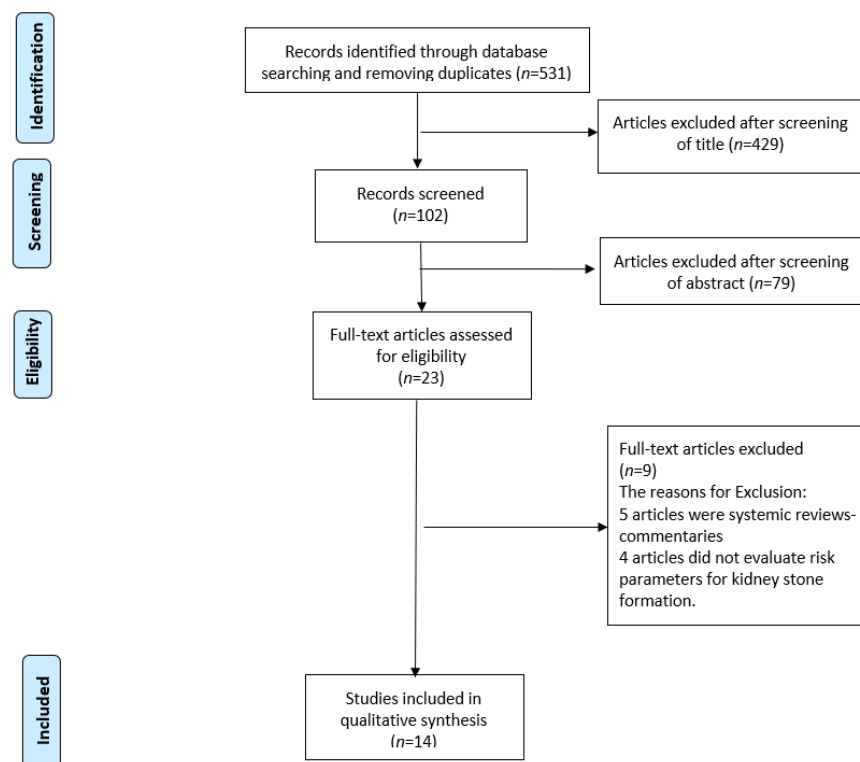 Identification
Records identified through database
searching and removing duplicates (n=531)
Articles excluded after screening
of title (n=429)
Screening
Records screened
(n=102)
Articles excluded after screening
of abstract (n=79)
Eligibility
Full-text articles assessed
for eligibility
(n=23)
Full-text articles excluded
(n=9)
The reasons for Exclusion:
5 articles were systemic reviews-
commentaries
4 articles did not evaluate risk
parameters for kidney stone
formation.
Included
Studies included in
qualitative synthesis
(n=14)